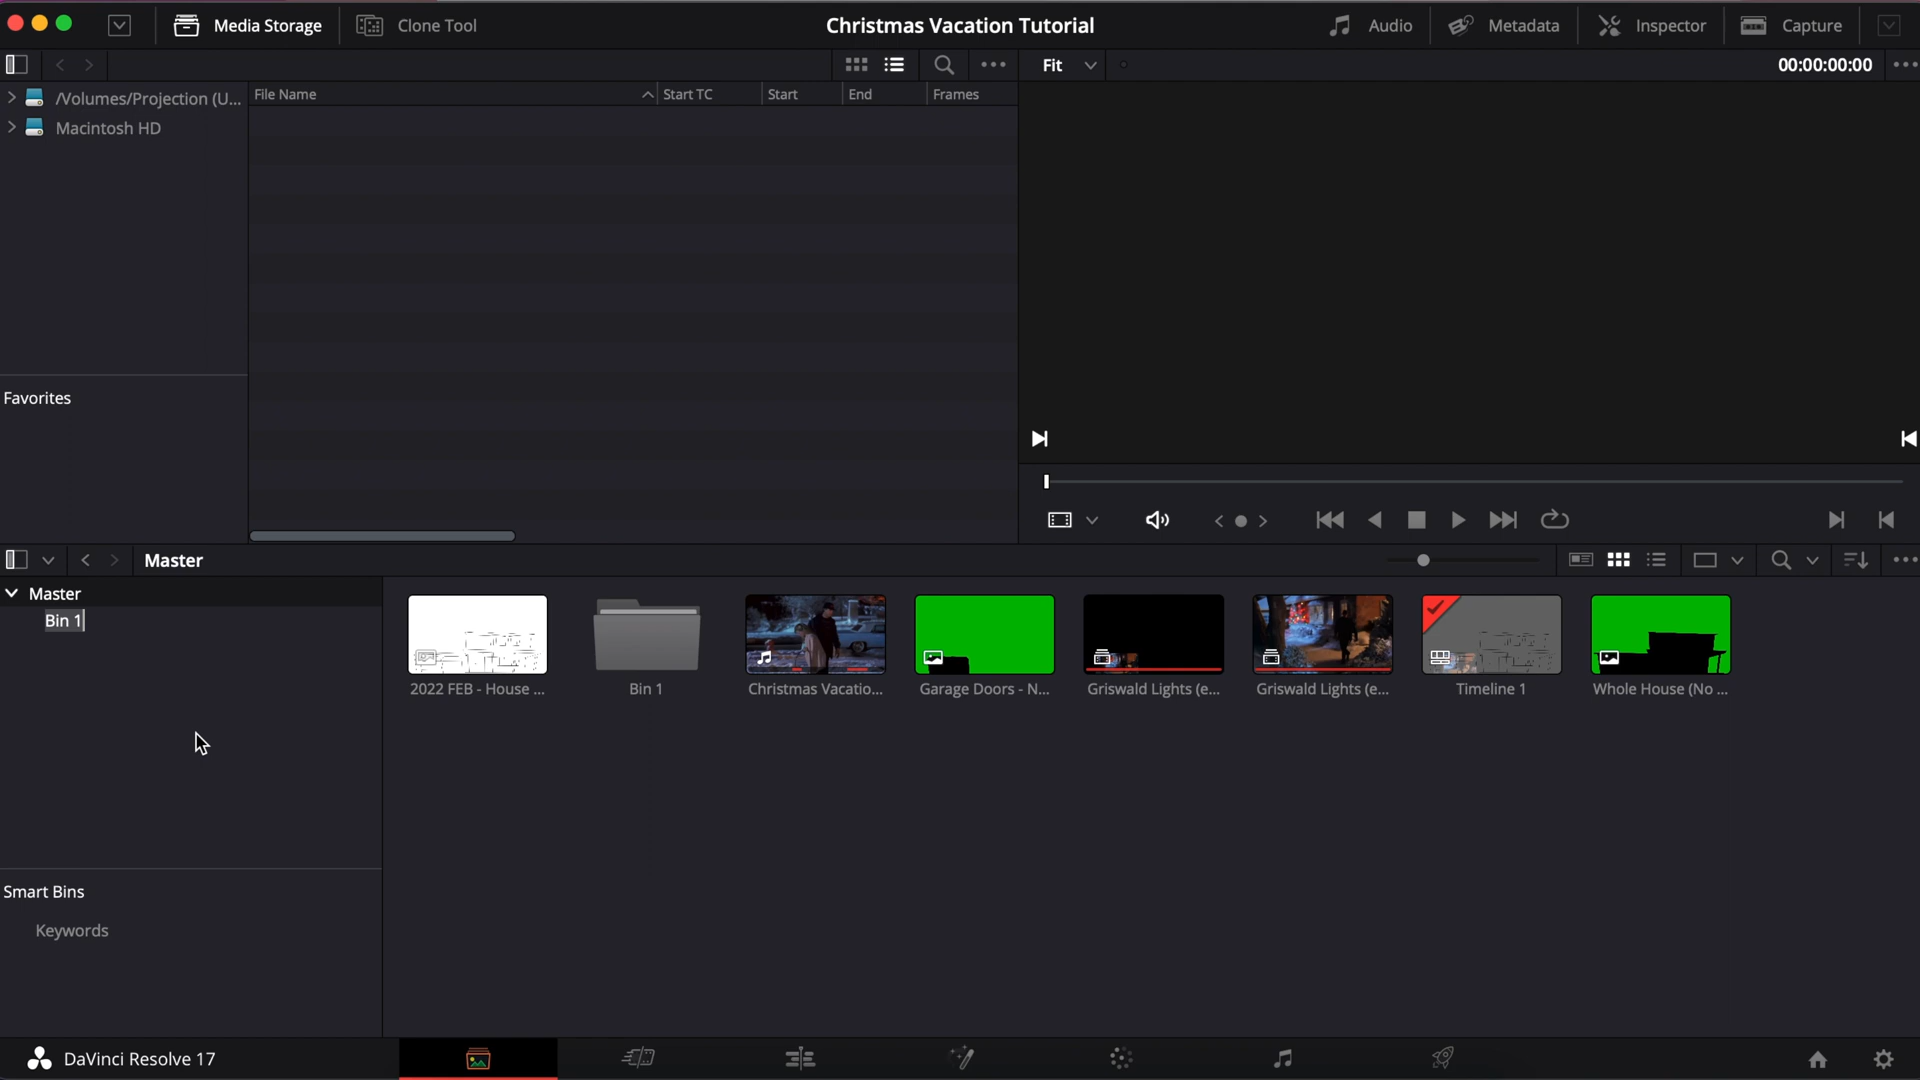 Media Storage
Clone Tool
Christmas Vacation Tutorial
Audio
Metadata
Inspector
Capture
Fit
00:00:00:00
/Volumes/Projection (U...
Macintosh HD
File Name
Start TC
Start
End
Frames
Favorites
Master
Master
Bin 1
2022 FEB - House ...
Bin 1
Christmas Vacatio...
Garage Doors - N...
Griswald Lights (e...
Griswald Lights (e...
Timeline 1
Whole House (No ...
Smart Bins
Keywords
DaVinci Resolve 17